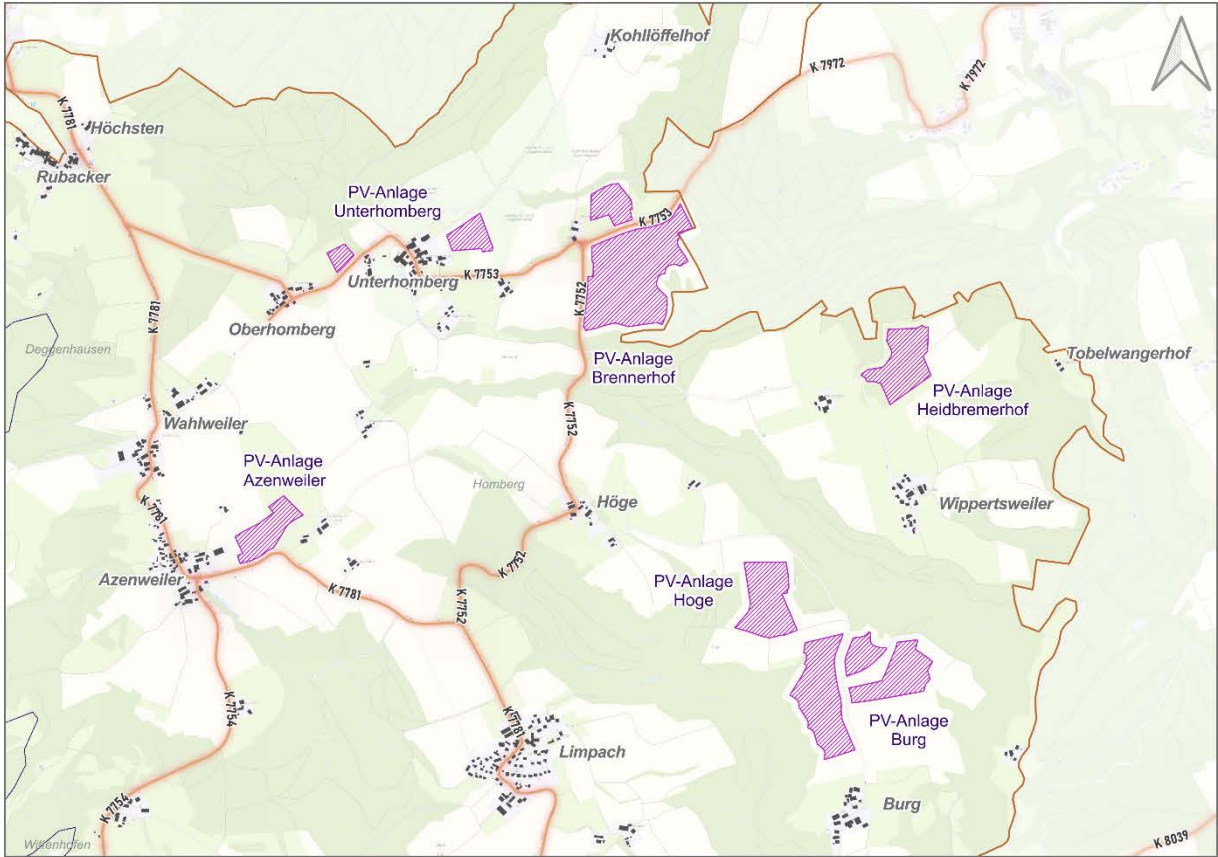 Kohllöffelhof
K 7972
K 7972
K 7781
Höchsten
Rubacker
PV-Anlage
Unterhomberg
K 7753
Unterhomberg
K 7753
K 7752
Oberhomberg
K 7781
Deggenhausen
PV-Anlage
Brennerhof
Tobelwangerhof
PV-Anlage
Heidbremerhof
Wahlweiler
K 7752
PV-Anlage
Azenweiler
Homberg
Höge
Wippertsweiler
K 7781
K 7752
Azenweiler
K 7781
K 7752
PV-Anlage
Hoge
K 7754
K 7781
Limpach
PV-Anlage
Burg
Burg
K 7754
Wittenhofen
K 8039